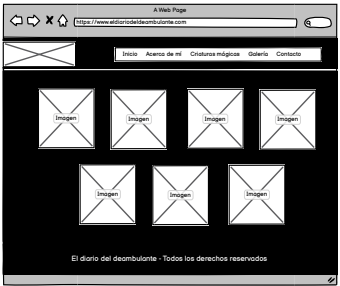 A Web Page
https://www.eldiariodeldeambulante.com
Inicio Acerca de mí Criaturas mágicas Galería Contacto
Imagen Imagen Imagen Imagen
Imagen Imagen Imagen
El diario del deambulante - Todos los derechos reservados